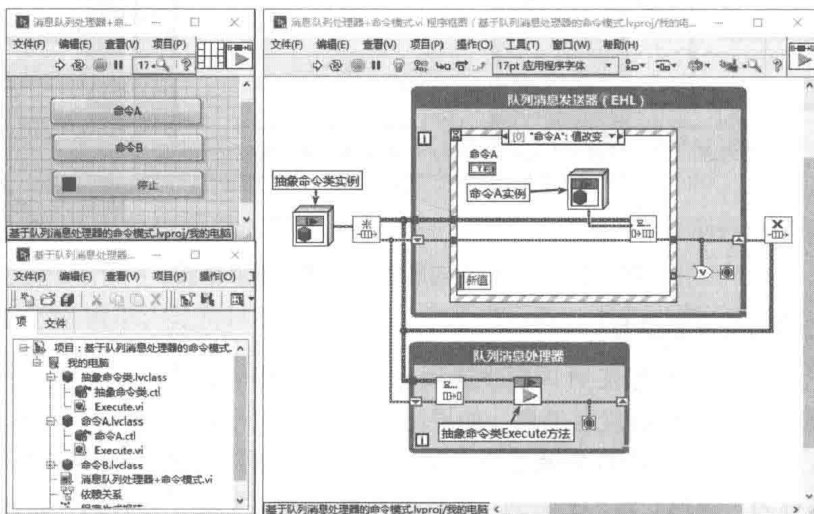 消息队列处理器+命...
文件(F) 编辑(E) 查看(V) 项目(P)
17
命令A
命令B
停止
基于队列消息处理器的命令模式.lvproj/我的电脑
基于队列消息处理器...
文件(F) 编辑(E) 查看(V) 项目(P) 操作(O) 工
项 文件
项目：基于队列消息处理器的命令模式.
我的电脑
抽象命令类.lvclass
抽象命令类.ctl
Execute.vi
命令A.lvclass
命令A.ctl
Execute.vi
命令B.lvclass
消息队列处理器+命令模式.vi
依赖关系
消息队列处理器+命令模式.vi 程序框图 (基于队列消息处理器的命令模式.lvproj/我的电...
文件(F) 编辑(E) 查看(V) 项目(P) 操作(O) 工具(T) 窗口(W) 帮助(H)
17pt 应用程序字体
队列消息发送器 (EHL)
[0] "命令A": 值改变
命令A
TF
抽象命令类实例
命令A实例
新值
队列消息处理器
抽象命令类Execute方法
基于队列消息处理器的命令模式.lvproj/我的电脑